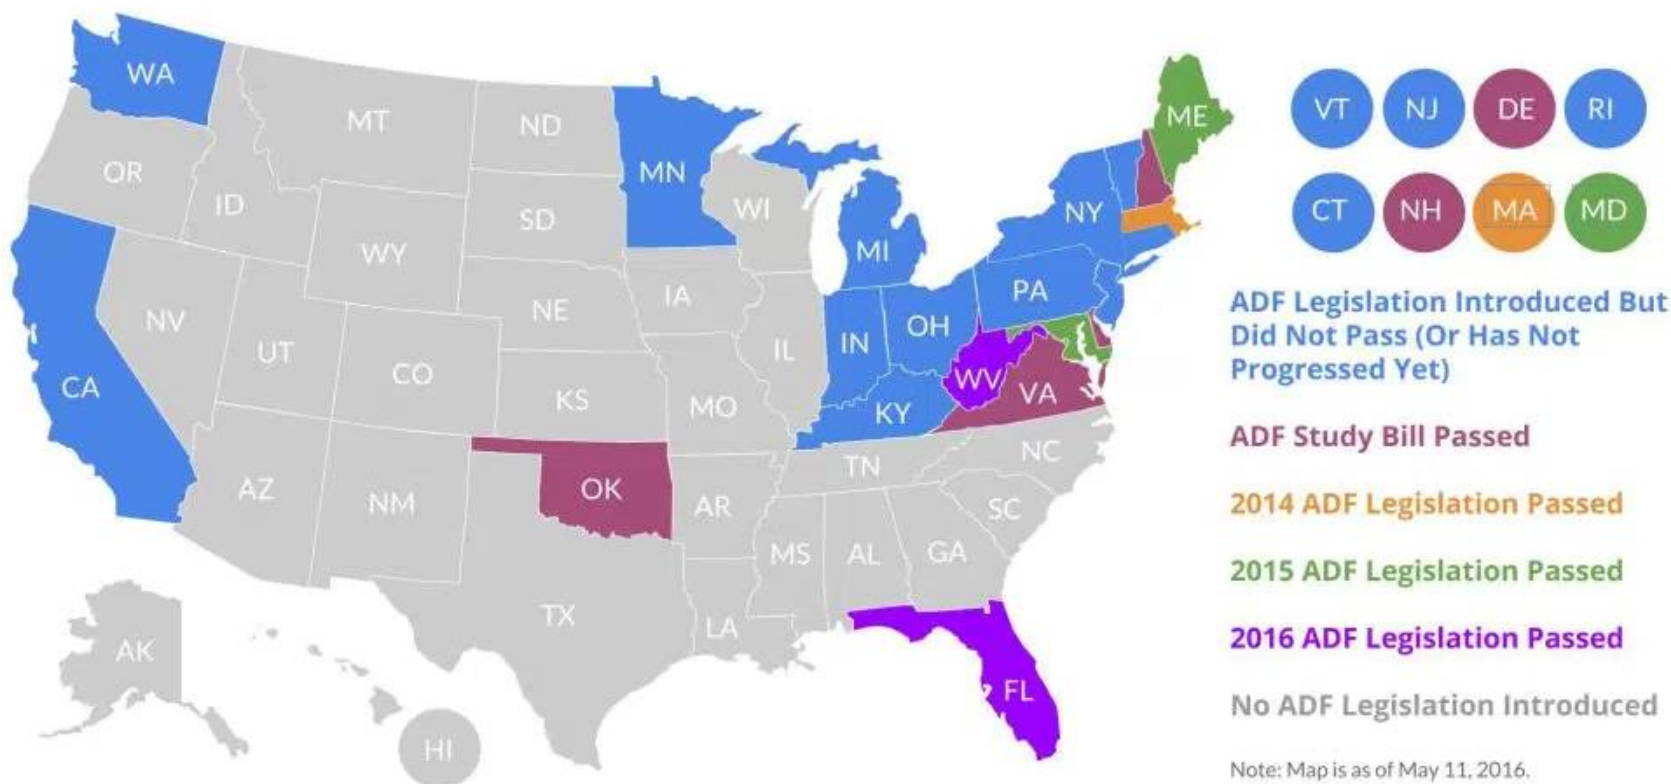 WA
MT
ND
MN
OR
ID
SD
WI
WY
MI
NY
ME
VT
NJ
DE
RI
CT
NH
MA
MD
NV
NE
IA
PA
UT
CO
IL
IN
OH
CA
KS
MO
KY
WV
VA
AZ
NM
OK
AR
TN
NC
SC
TX
LA
MS
AL
GA
FL
AK
HI
ADF Legislation Introduced But
Did Not Pass (Or Has Not
Progressed Yet)
ADF Study Bill Passed
2014 ADF Legislation Passed
2015 ADF Legislation Passed
2016 ADF Legislation Passed
No ADF Legislation Introduced
Note: Map is as of May 11, 2016.